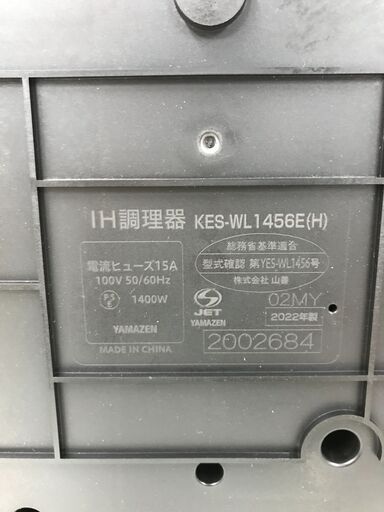 IH調理器 KES-WL1456E(H)
電流ヒューズ15A
100V 50/60Hz
PS
E
1400W
YAMAZEN
MADE IN CHINA
総務省基準適合
型式確認 第YES-WL1456号
株式会社 山善
JET
YAMAZEN
02MY
2022年製
2002684